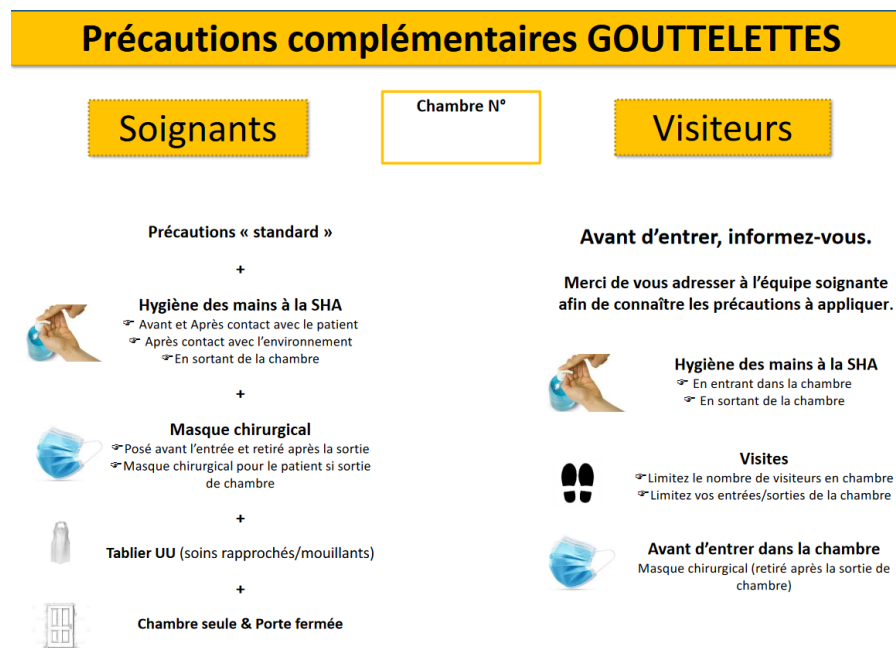 Précautions complémentaires GOUTTELETTES
Soignants
Chambre N°
Visiteurs
Précautions « standard »
+
Hygiène des mains à la SHA
☞ Avant et Après contact avec le patient
☞ Après contact avec l'environnement
☞En sortant de la chambre
+
Masque chirurgical
☞Posé avant l'entrée et retiré après la sortie
☞Masque chirurgical pour le patient si sortie
de chambre
+
Tablier UU (soins rapprochés/mouillants)
+
Chambre seule & Porte fermée
Avant d'entrer, informez-vous.
Merci de vous adresser à l'équipe soignante
afin de connaître les précautions à appliquer.
Hygiène des mains à la SHA
☞ En entrant dans la chambre
☞ En sortant de la chambre
Visites
☞Limitez le nombre de visiteurs en chambre
☞Limitez vos entrées/sorties de la chambre
Avant d'entrer dans la chambre
Masque chirurgical (retiré après la sortie de
chambre)